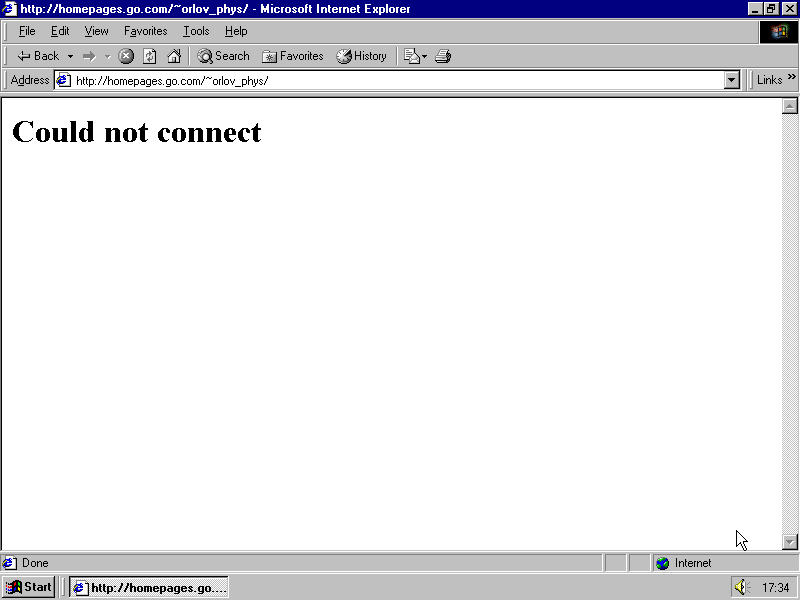 http://homepages.go.com/~orlov_phys/ - Microsoft Internet Explorer
File Edit View Favorites Tools Help
Back Search Favorites History
Address http://homepages.go.com/~orlov_phys/ Links »
Could not connect
Done Internet
Start http://homepages.go.... 17:34